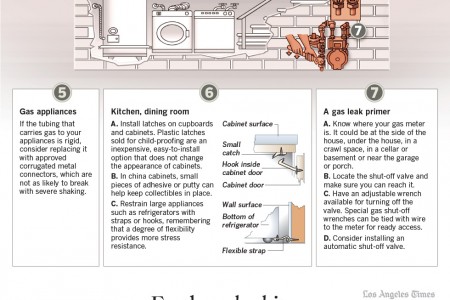 7
5
Gas appliances
If the tubing that
carries gas to your
appliances is rigid,
consider replacing it
with approved
corrugated metal
connectors, which are
not as likely to break
with severe shaking.
6
Kitchen, dining room
A. Install latches on cupboards
and cabinets. Plastic latches
sold for child-proofing are an
inexpensive, easy-to-install
option that does not change
the appearance of cabinets.
B. In china cabinets, small
pieces of adhesive or putty can
help keep collectibles in place.
C. Restrain large appliances
such as refrigerators with
straps or hooks, remembering
that a degree of flexibility
provides more stress
resistance.
Cabinet surface
Small
catch
Hook inside
cabinet door
Cabinet door
Wall surface
Bottom of
refrigerator
Flexible strap
7
A gas leak primer
A. Know where your gas meter
is. It could be at the side of
the house, under the house, in a
crawl space, in a cellar or
basement or near the garage
or porch.
B. Locate the shut-off valve and
make sure you can reach it.
C. Have an adjustable wrench
available for turning off the
valve. Special gas shut-off
wrenches can be tied with wire
to the meter for ready access.
D. Consider installing an
automatic shut-off valve.
Los Angeles Times